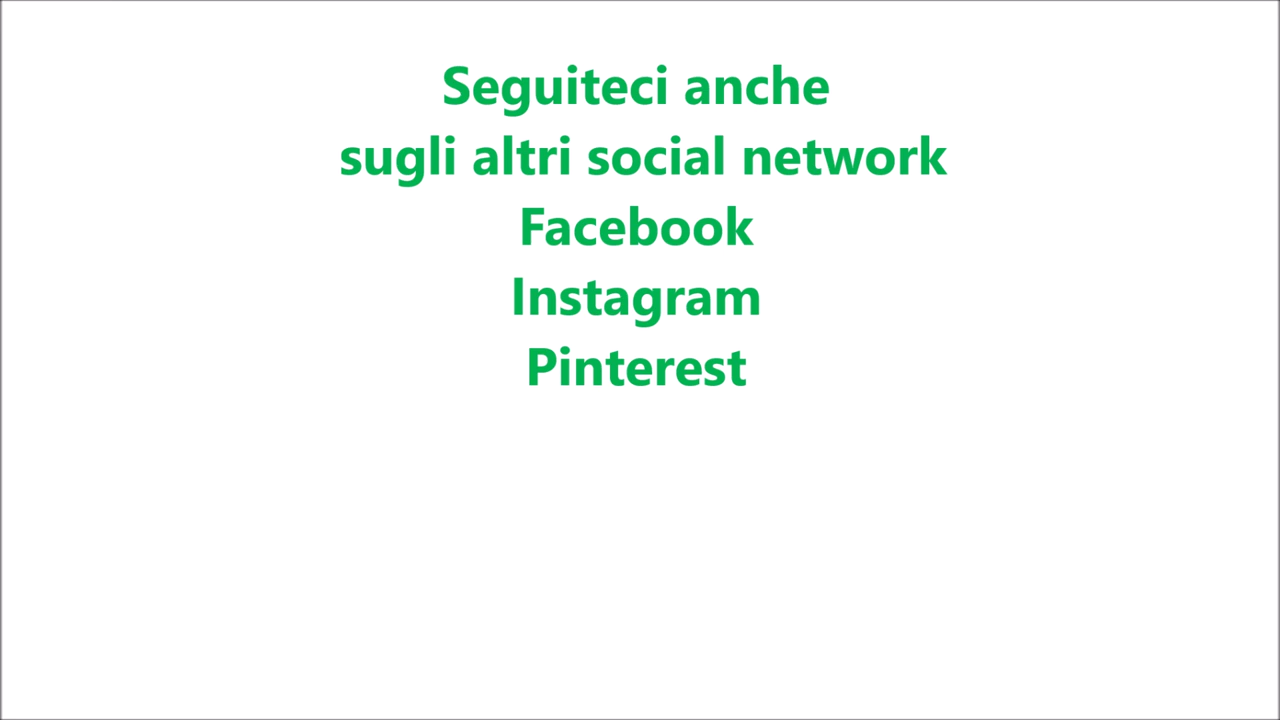 Seguiteci anche
sugli altri social network
Facebook
Instagram
Pinterest